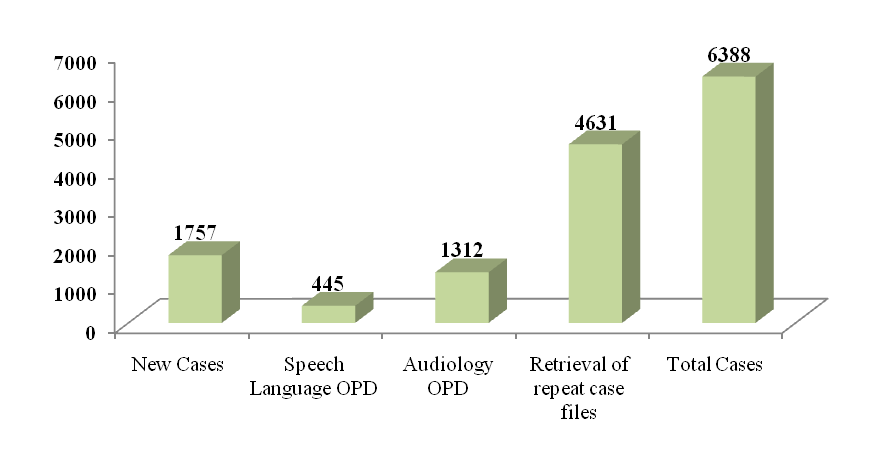 6388
7000
6000
4631
5000
4000
3000
1757
1312
2000
445
1000
0
New Cases
Speech
Language OPD
Audiology
OPD
Retrieval of
repeat case
files
Total Cases